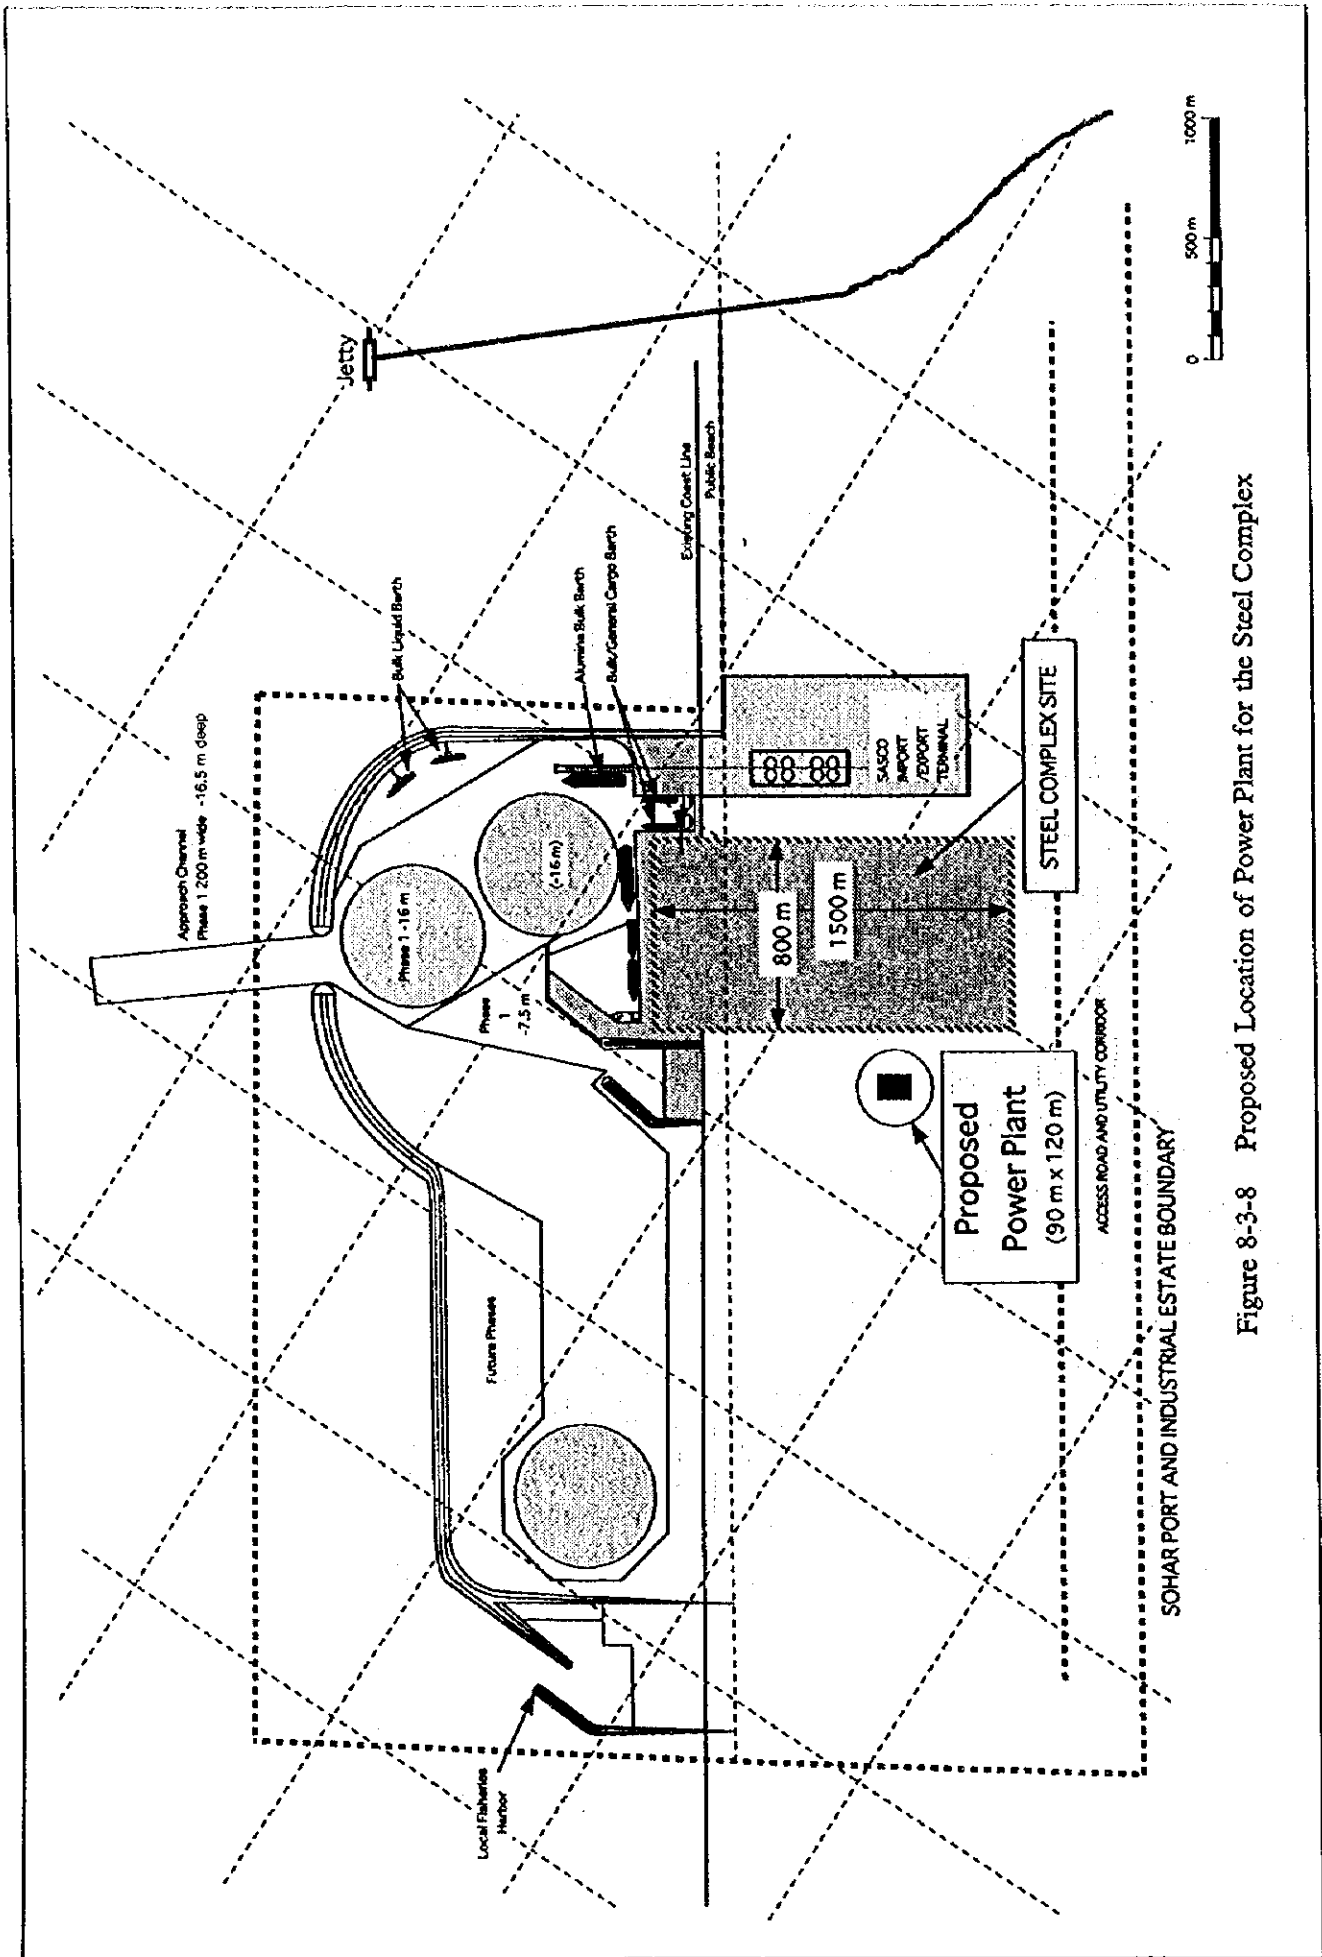 Approach Channel
Phase 1 200 m wide -16.5 m deep
Jetty
Bulk Liquid Berth
Alumina Bulk Berth
Bulk/General Cargo Berth
Phase 1 -16 m
(-16 m)
Phase
1
-7.5 m
Existing Coast Line
Public Beach
Future Phases
Local Fisheries
Harbor
SASCO
IMPORT
/EXPORT
TERMINAL
800 m
1500 m
STEEL COMPLEX SITE
Proposed
Power Plant
(90 m x 120 m)
ACCESS ROAD AND UTILITY CORRIDOR
SOHAR PORT AND INDUSTRIAL ESTATE BOUNDARY
0 500 m 1000 m
Figure 8-3-8 Proposed Location of Power Plant for the Steel Complex